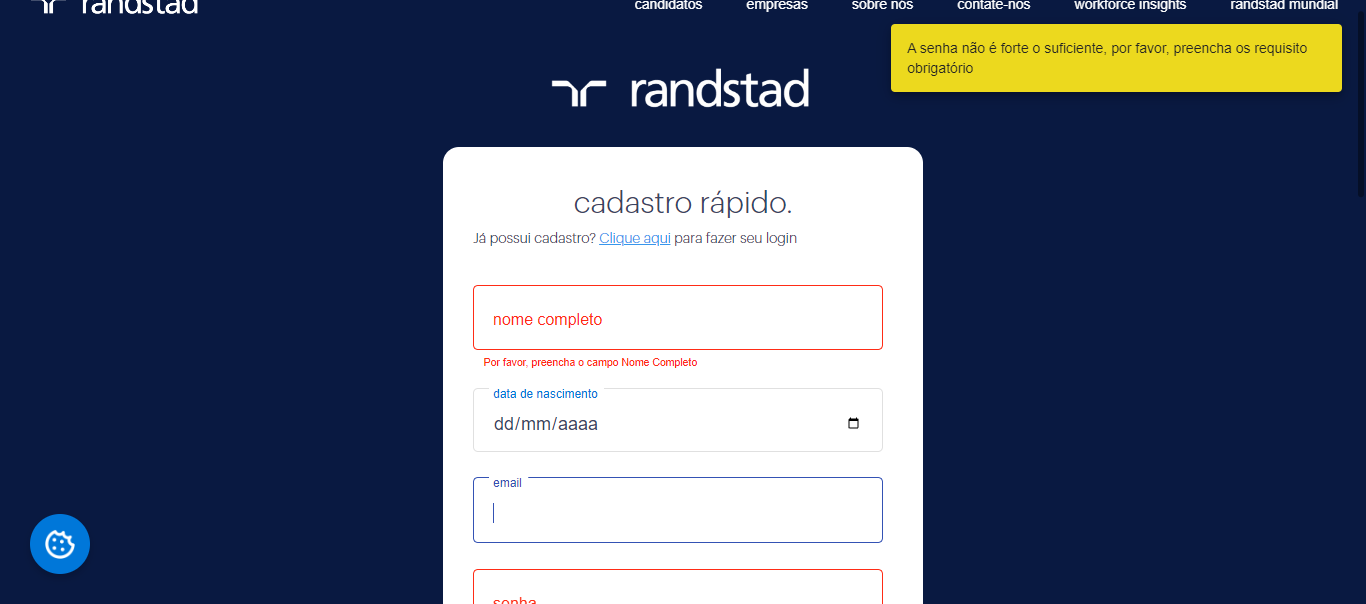 randstad
candidatos empresas sobre nós contate-nos workforce insights randstad mundial
A senha não é forte o suficiente, por favor, preencha os requisito
obrigatório
randstad
cadastro rápido.
Já possui cadastro? Clique aqui para fazer seu login
nome completo
Por favor, preencha o campo Nome Completo
data de nascimento
dd/mm/aaaa
email
senha